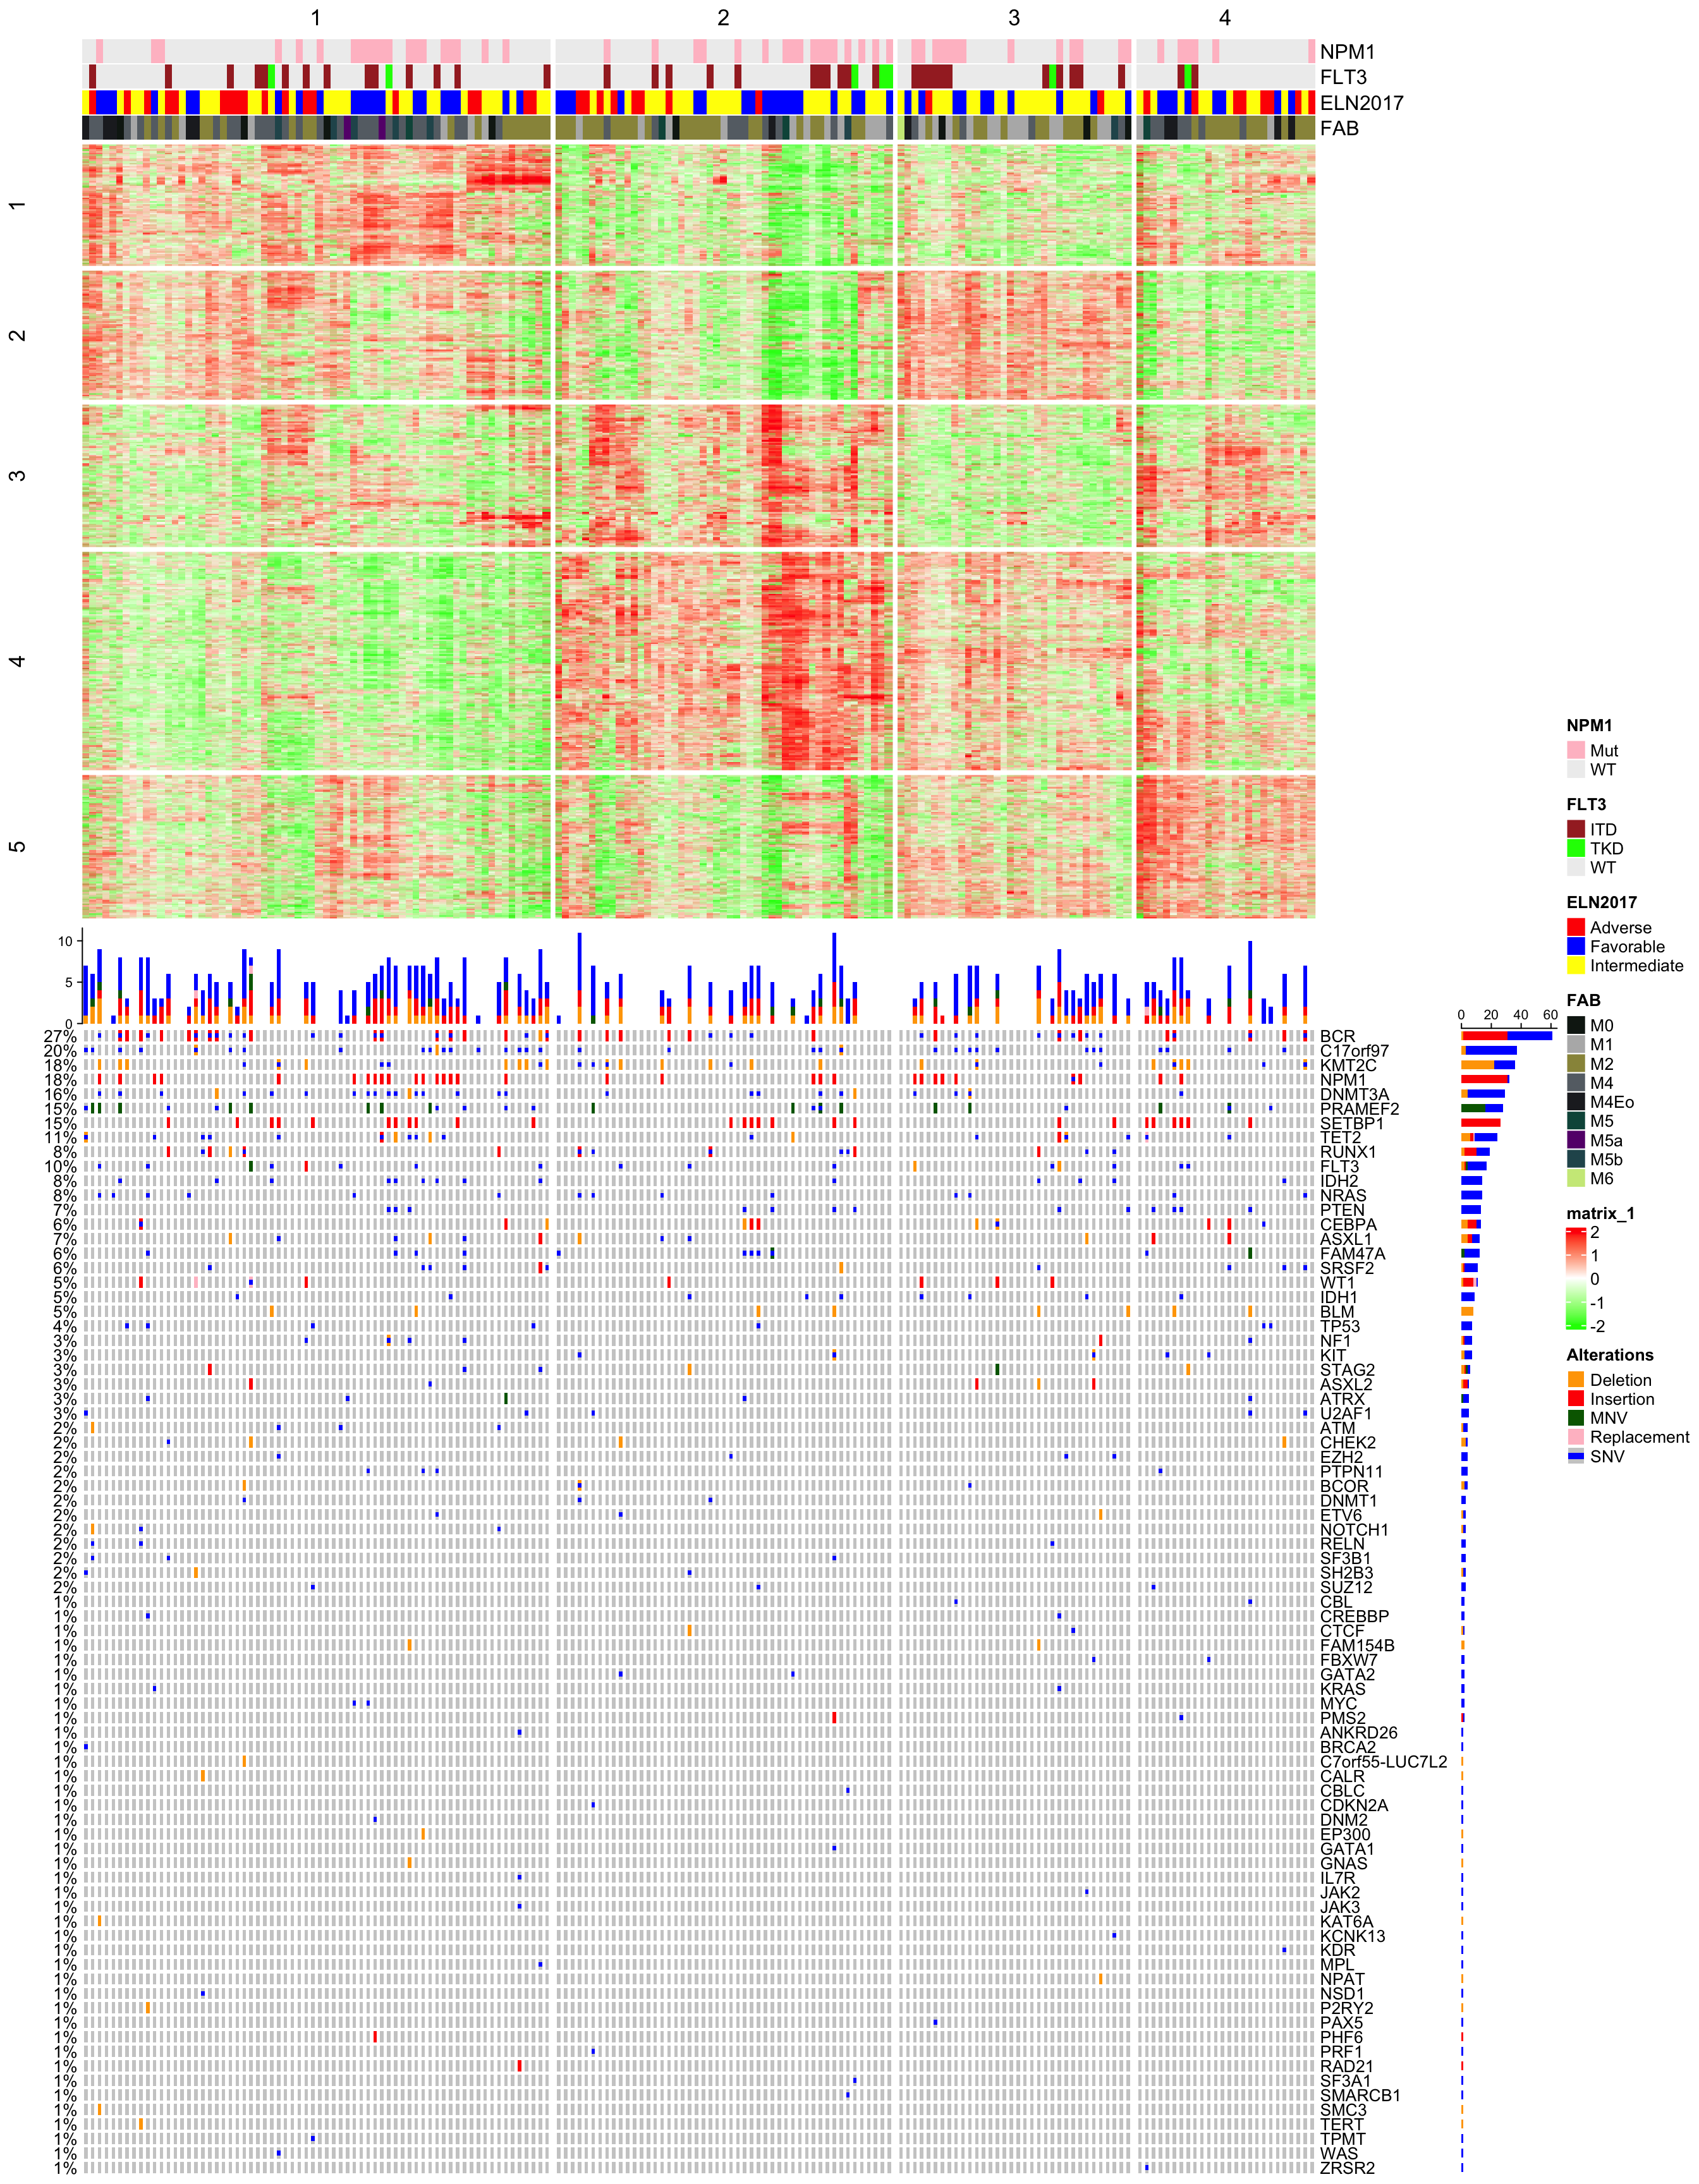 1 2 3 4
NPM1
FLT3
ELN2017
FAB
1
2
3
4
5
NPM1
Mut
WT
FLT3
ITD
TKD
WT
ELN2017
Adverse
Favorable
Intermediate
FAB
M0
M1
M2
M4
M4Eo
M5
M5a
M5b
M6
matrix_1
2
1
0
-1
-2
Alterations
Deletion
Insertion
MNV
Replacement
SNV
10
5
0
0 20 40 60
27% BCR
20% C17orf97
18% KMT2C
18% NPM1
16% DNMT3A
15% PRAMEF2
15% SETBP1
11% TET2
8% RUNX1
10% FLT3
8% IDH2
8% NRAS
7% PTEN
6% CEBPA
7% ASXL1
6% FAM47A
6% SRSF2
5% WT1
5% IDH1
5% BLM
4% TP53
3% NF1
3% KIT
3% STAG2
3% ASXL2
3% ATRX
3% U2AF1
2% ATM
2% CHEK2
2% EZH2
2% PTPN11
2% BCOR
2% DNMT1
2% ETV6
2% NOTCH1
2% RELN
2% SF3B1
2% SH2B3
2% SUZ12
1% CBL
1% CREBBP
1% CTCF
1% FAM154B
1% FBXW7
1% GATA2
1% KRAS
1% MYC
1% PMS2
1% ANKRD26
1% BRCA2
1% C7orf55-LUC7L2
1% CALR
1% CBLC
1% CDKN2A
1% DNM2
1% EP300
1% GATA1
1% GNAS
1% IL7R
1% JAK2
1% JAK3
1% KAT6A
1% KCNK13
1% KDR
1% MPL
1% NPAT
1% NSD1
1% P2RY2
1% PAX5
1% PHF6
1% PRF1
1% RAD21
1% SF3A1
1% SMARCB1
1% SMC3
1% TERT
1% TPMT
1% WAS
1% ZRSR2